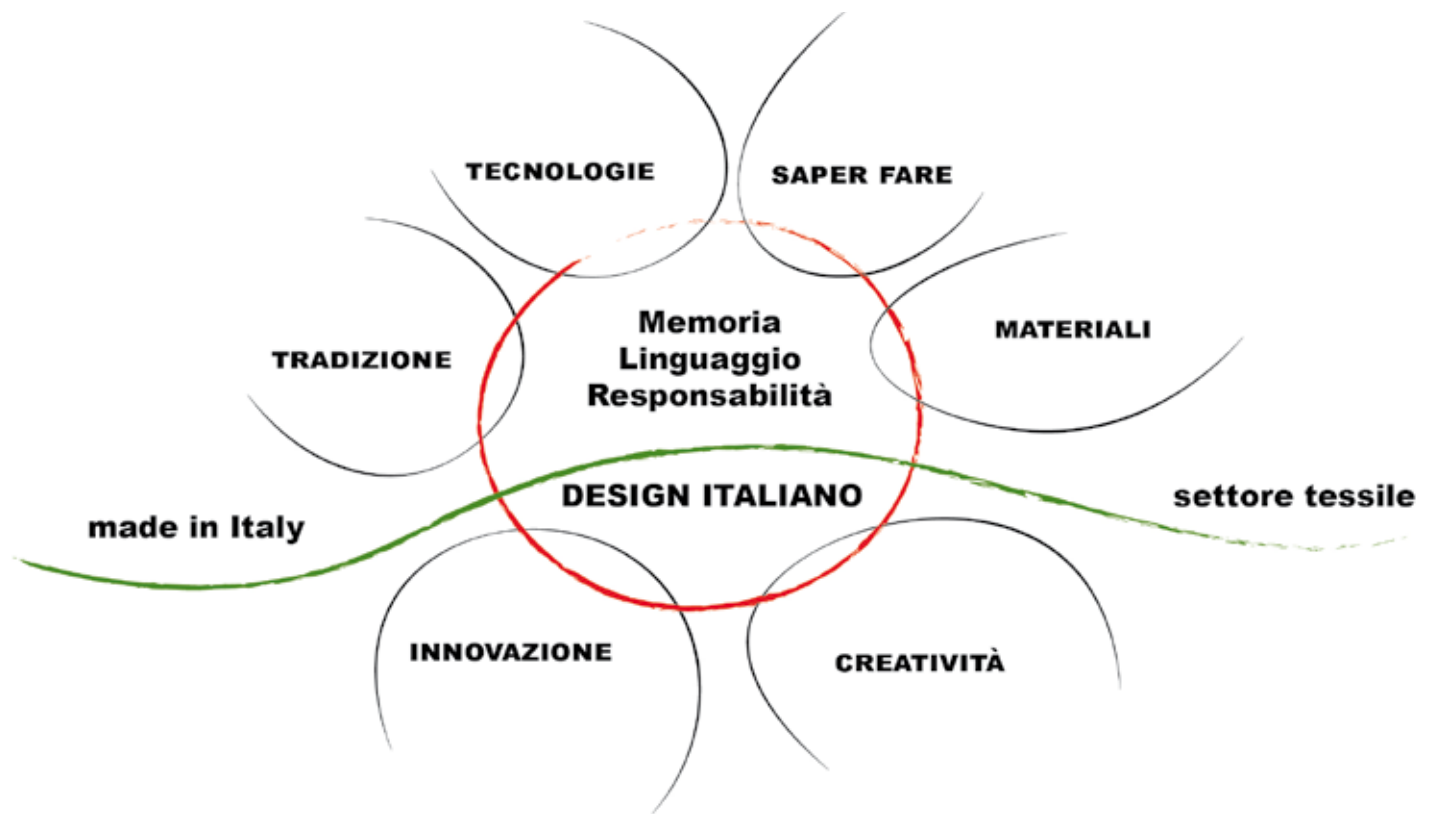 TECNOLOGIE
SAPER FARE
TRADIZIONE
MATERIALI
Memoria
Linguaggio
Responsabilità
DESIGN ITALIANO
made in Italy
settore tessile
INNOVAZIONE
CREATIVITÀ